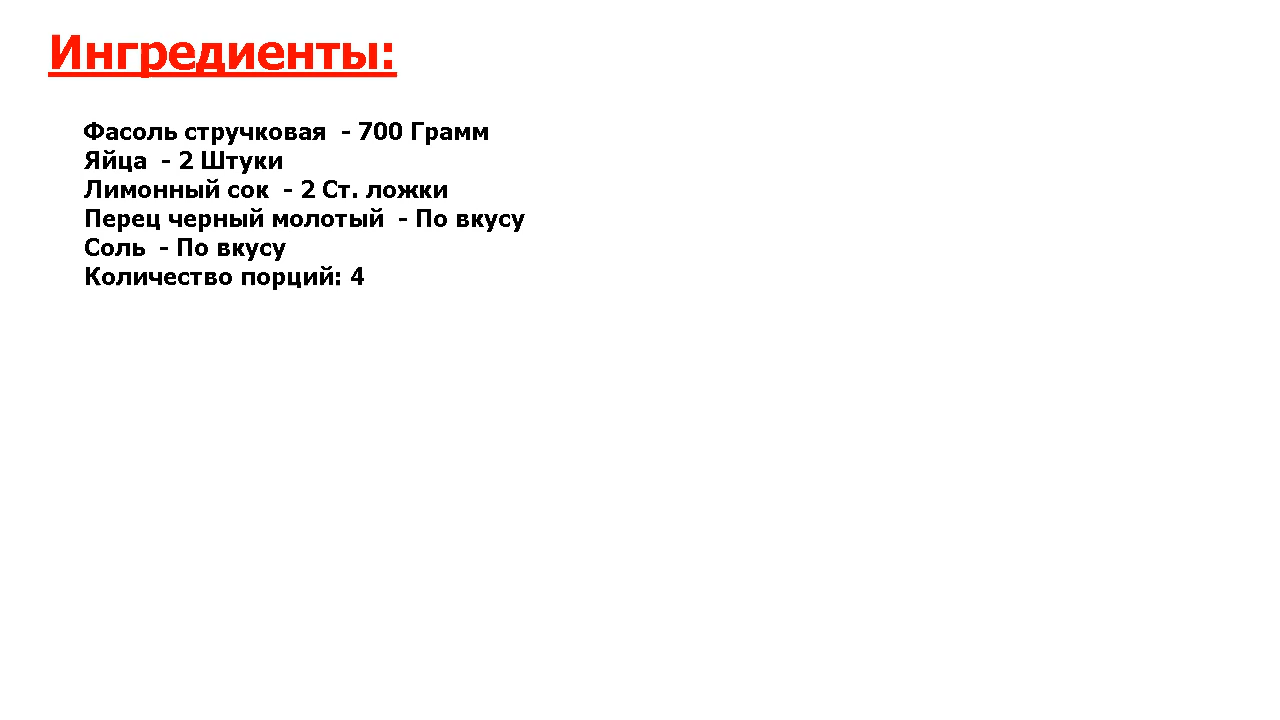 Ингредиенты:
Фасоль стручковая  - 700 Грамм
Яйца  - 2 Штуки
Лимонный сок  - 2 Ст. ложки
Перец черный молотый  - По вкусу
Соль  - По вкусу
Количество порций: 4